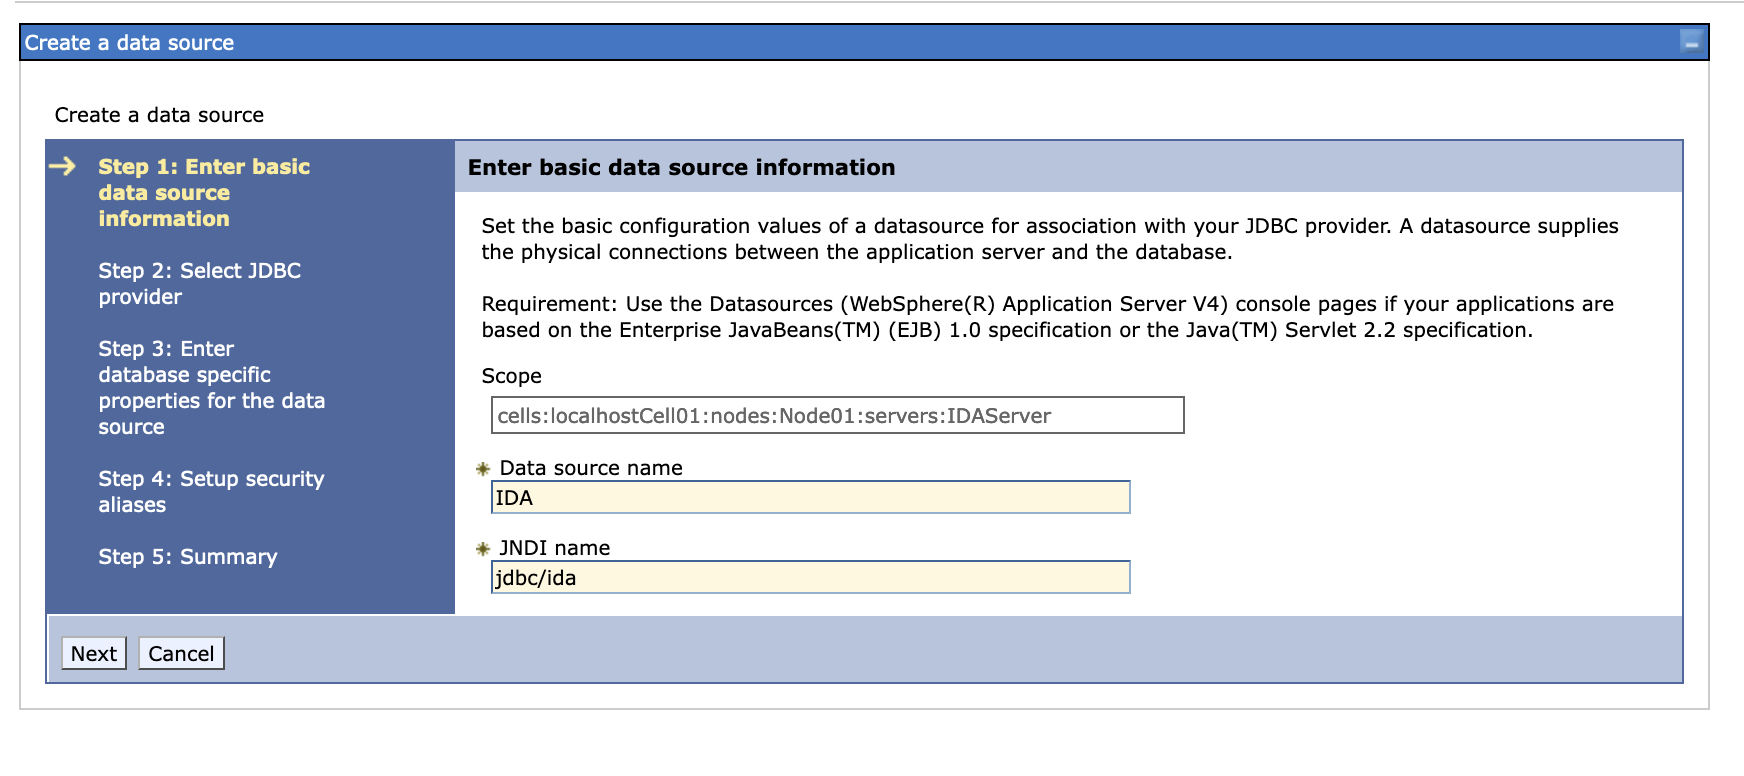 Create a data source
Create a data source
Step 1: Enter basic
data source
information
Step 2: Select JDBC
provider
Step 3: Enter
database specific
properties for the data
source
Step 4: Setup security
aliases
Step 5: Summary
Enter basic data source information
Set the basic configuration values of a datasource for association with your JDBC provider. A datasource supplies
the physical connections between the application server and the database.
Requirement: Use the Datasources (WebSphere(R) Application Server V4) console pages if your applications are
based on the Enterprise JavaBeans(TM) (EJB) 1.0 specification or the Java(TM) Servlet 2.2 specification.
Scope
cells:localhostCell01:nodes:Node01:servers:IDAServer
Data source name
IDA
JNDI name
jdbc/ida
Next Cancel